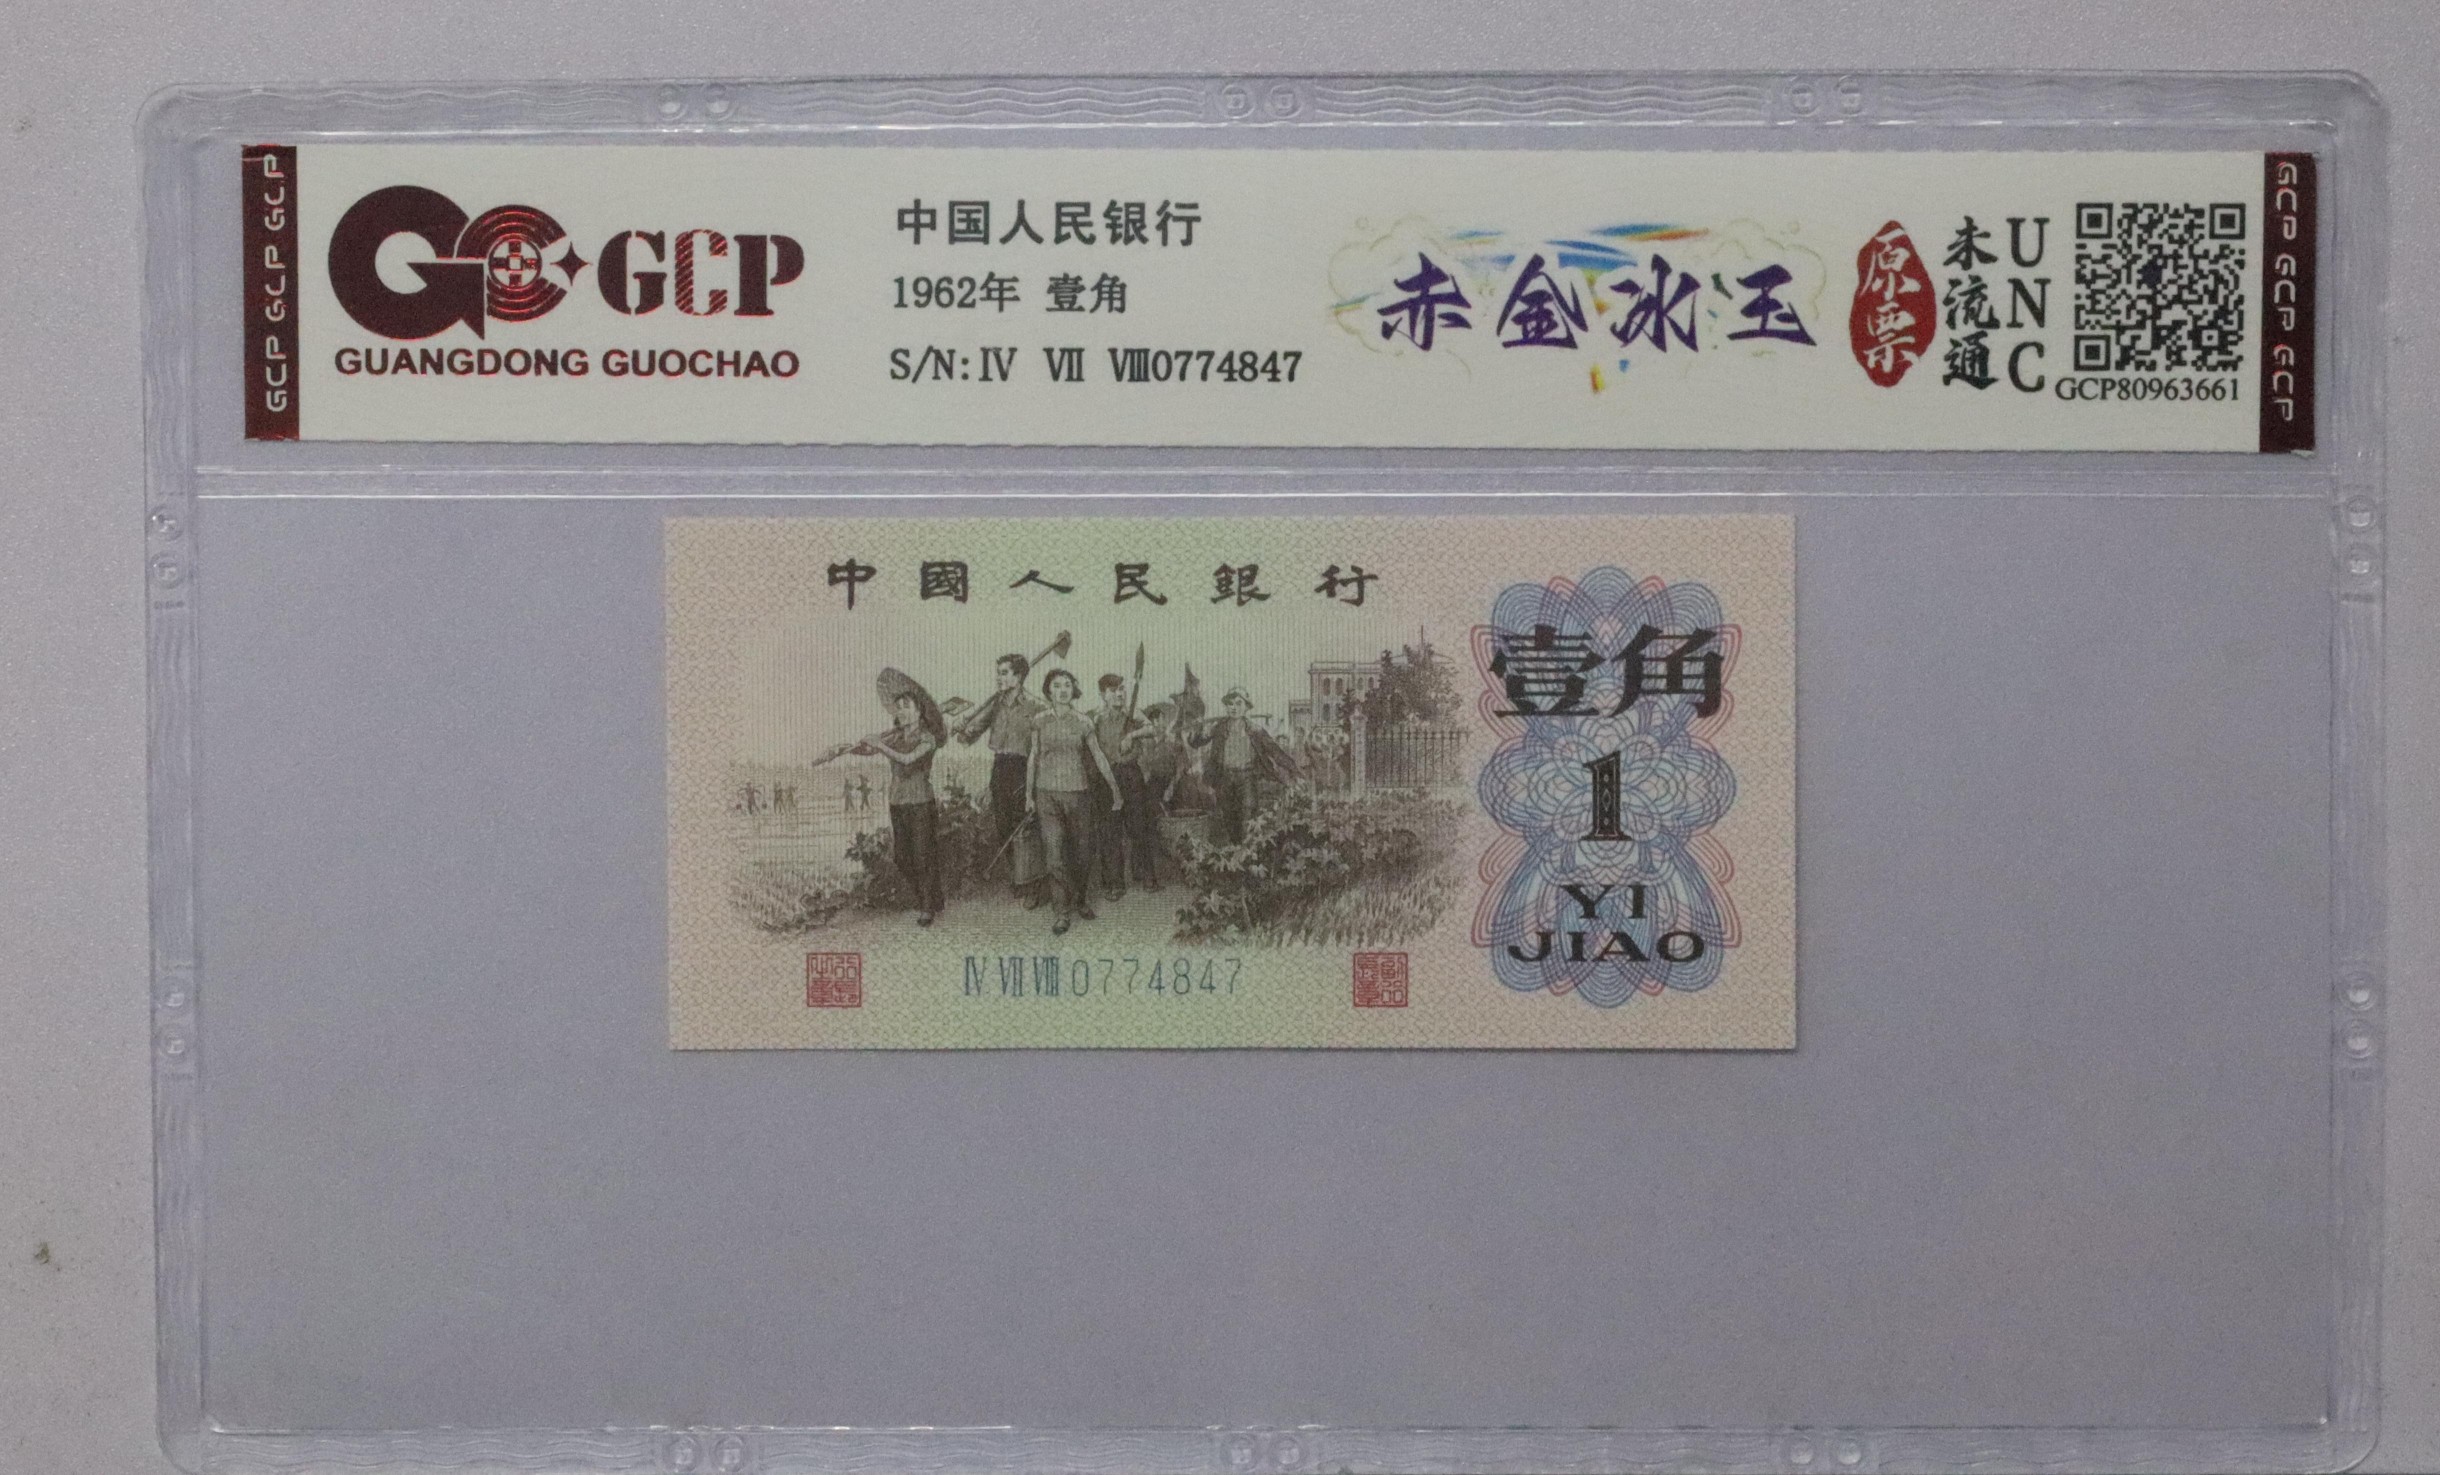 GCP GCP GCP
GCP
GUANGDONG GUOCHAO
中国人民银行
1962年 壹角
S/N: Ⅳ Ⅶ Ⅷ0774847
赤金冰玉
原票
未流通
UNC
GCP80963661
GCP GCP GCP
中國人民銀行
壹角
1
YI
JIAO
Ⅳ Ⅶ Ⅷ 0774847